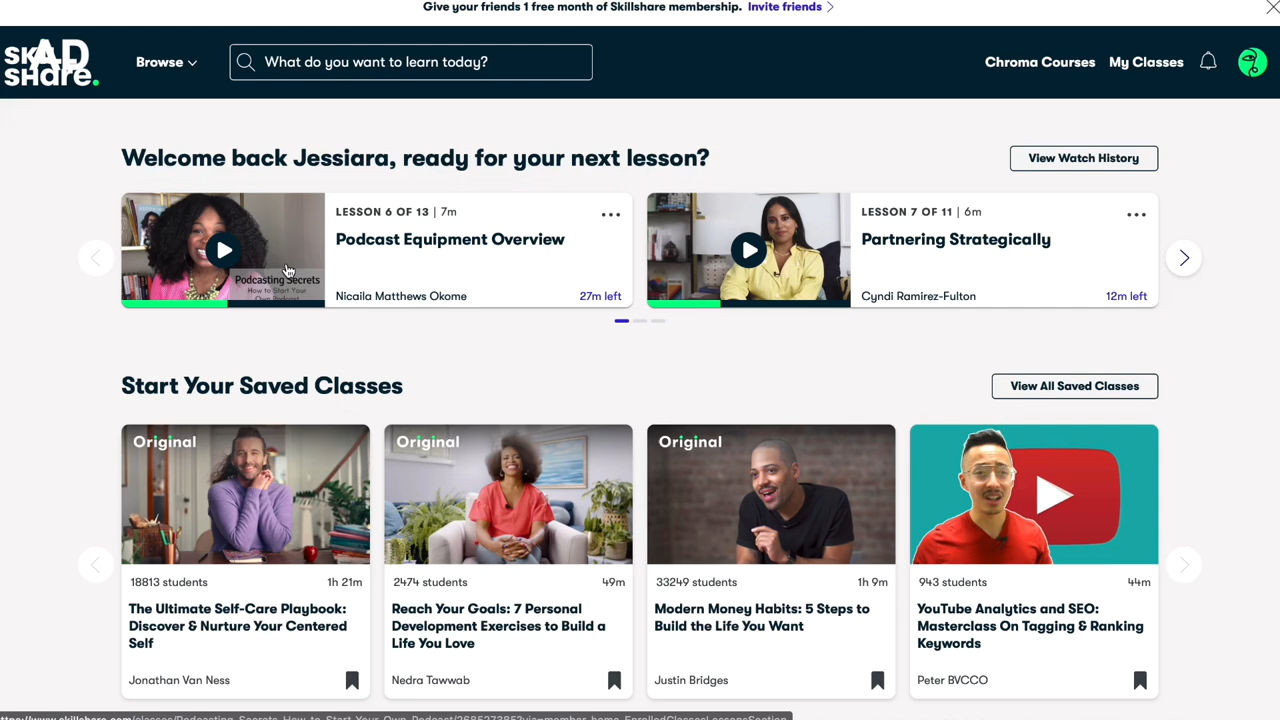 Give your friends 1 free month of Skillshare membership. Invite friends
AD
share.
Browse
What do you want to learn today?
Chroma Courses
My Classes
Welcome back Jessiara, ready for your next lesson?
View Watch History
Podcasting Secrets
How to Start Your
Own Podcast
LESSON 6 OF 13 | 7m
Podcast Equipment Overview
Nicaila Matthews Okome
27m left
LESSON 7 OF 11 | 6m
Partnering Strategically
Cyndi Ramirez-Fulton
12m left
Start Your Saved Classes
View All Saved Classes
Original
18813 students
1h 21m
The Ultimate Self-Care Playbook:
Discover & Nurture Your Centered
Self
Jonathan Van Ness
Original
2474 students
49m
Reach Your Goals: 7 Personal
Development Exercises to Build a
Life You Love
Nedra Tawwab
Original
33249 students
1h 9m
Modern Money Habits: 5 Steps to
Build the Life You Want
Justin Bridges
943 students
44m
YouTube Analytics and SEO:
Masterclass On Tagging & Ranking
Keywords
Peter BVCCO